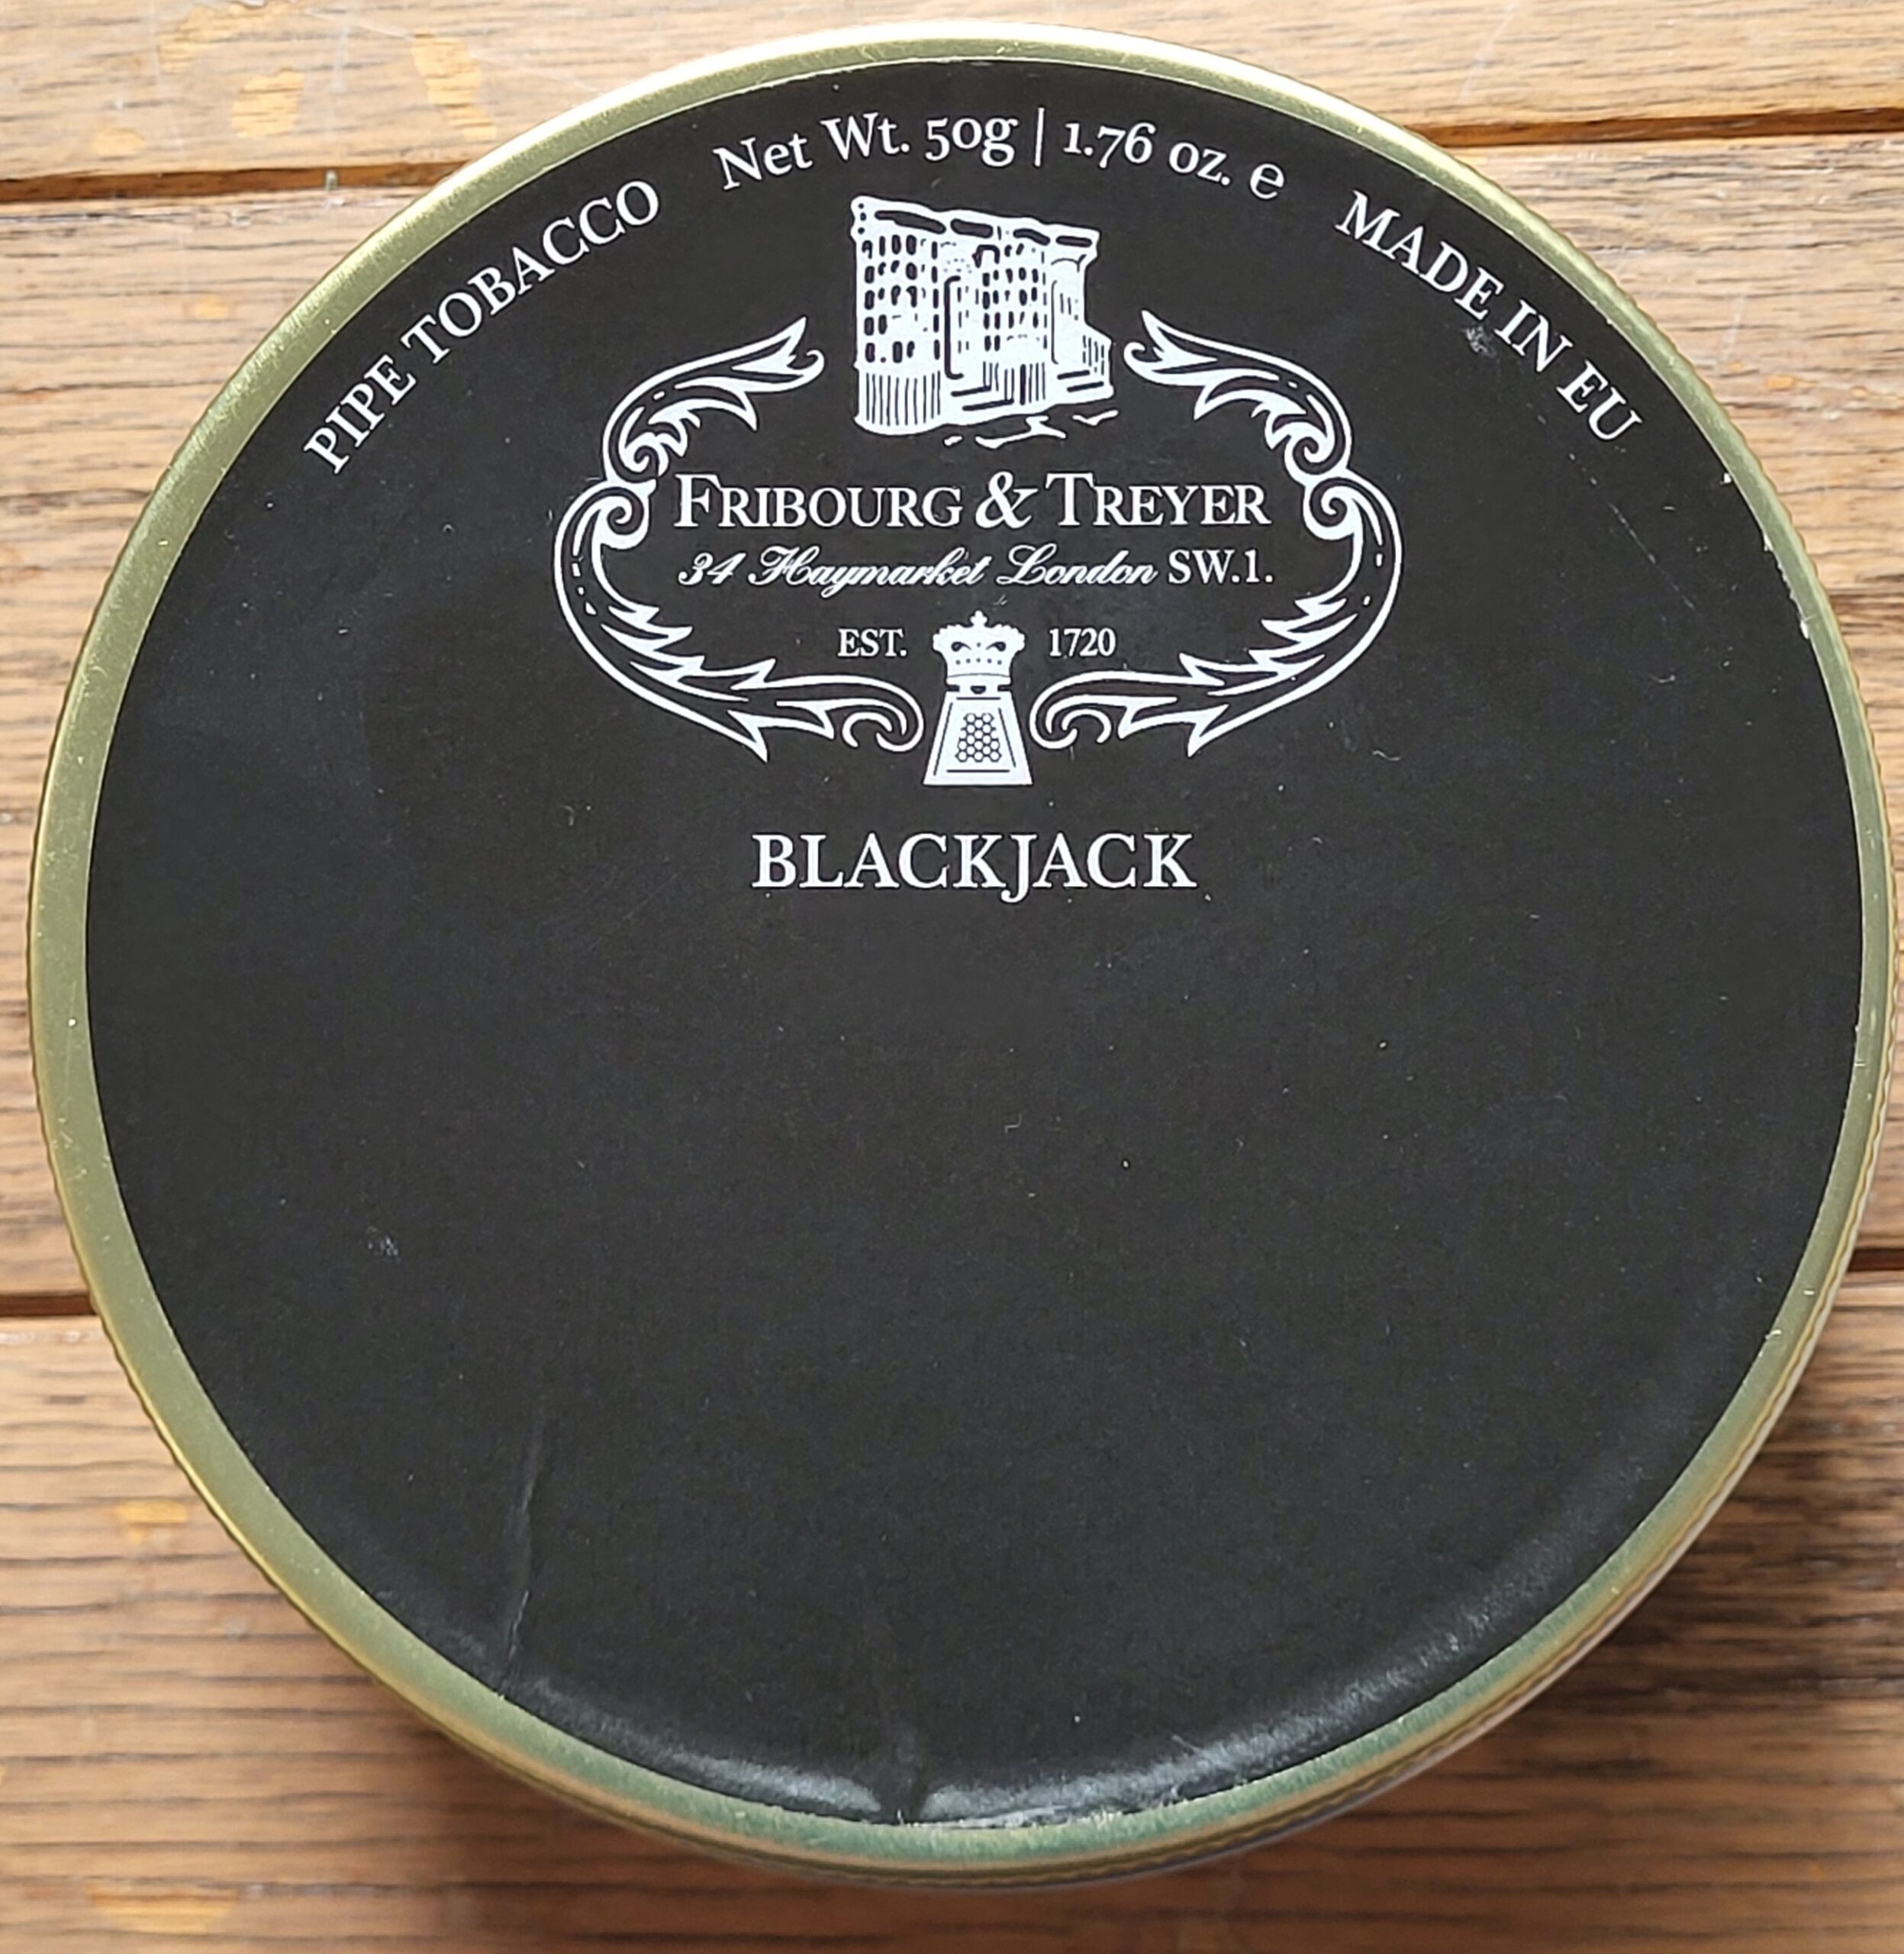 PIPE TOBACCO Net Wt. 50g | 1.76 oz. ℮ MADE IN EU
FRIBOURG & TREYER
34 Haymarket London SW.1.
EST. 1720
BLACKJACK